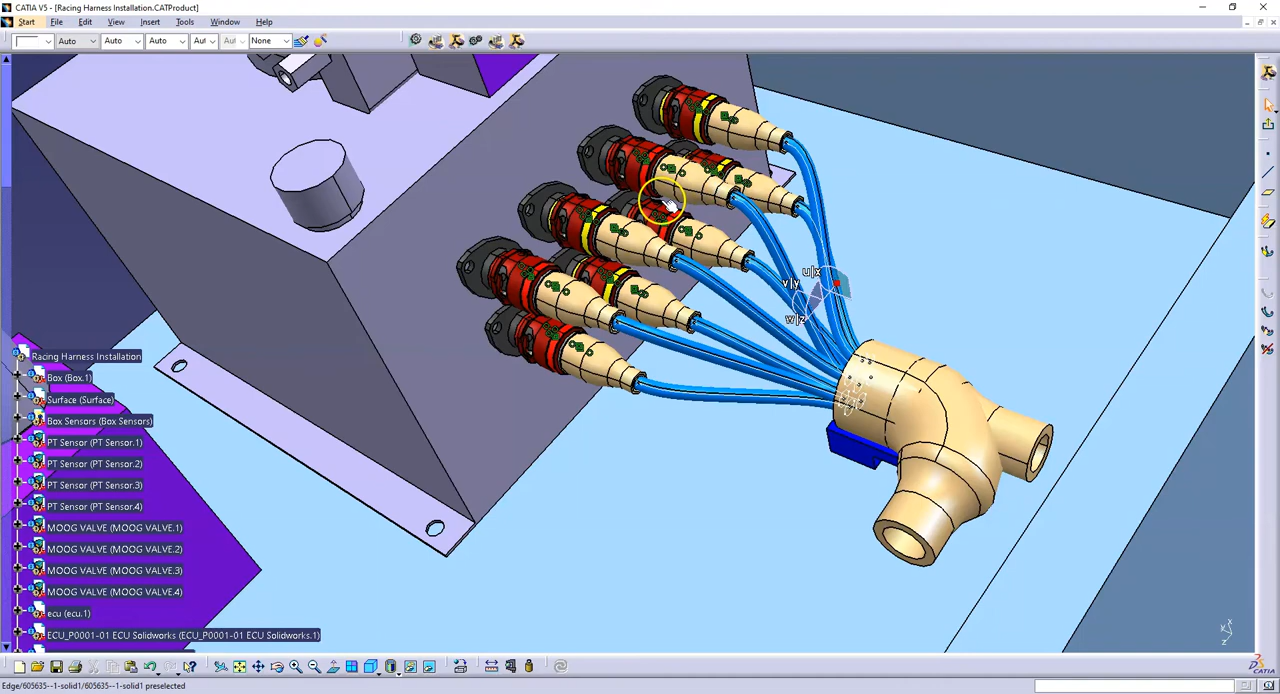 CATIA V5 - [Racing Harness Installation.CATProduct]
Start File Edit View Insert Tools Window Help
Auto Auto Auto Aut Aut None
u|x
v|y
w|z
Racing Harness Installation
Box (Box.1)
Surface (Surface)
Box Sensors (Box Sensors)
PT Sensor (PT Sensor.1)
PT Sensor (PT Sensor.2)
PT Sensor (PT Sensor.3)
PT Sensor (PT Sensor.4)
MOOG VALVE (MOOG VALVE.1)
MOOG VALVE (MOOG VALVE.2)
MOOG VALVE (MOOG VALVE.3)
MOOG VALVE (MOOG VALVE.4)
ecu (ecu.1)
ECU_P0001-01 ECU Solidworks (ECU_P0001-01 ECU Solidworks.1)
CATIA
Edge/605635--1-solid1/605635--1-solid1 preselected